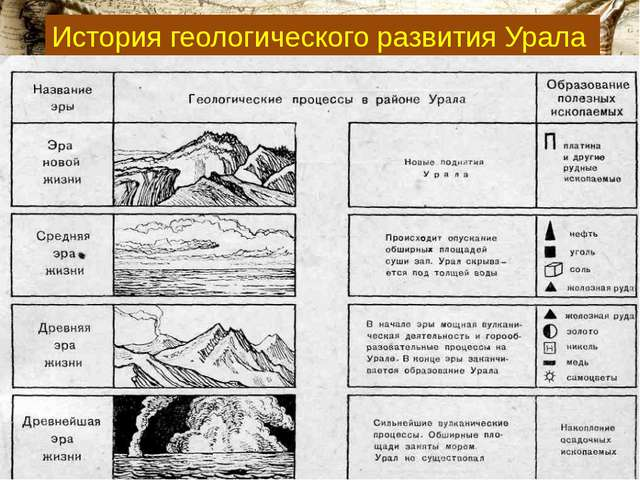 История геологического развития Урала
Название
эры
Геологические процессы в районе Урала
Образование
полезных
ископаемых
Эра
новой
жизни
Новые поднятия
Урала
П платина
и другие
рудные
ископаемые
Средняя
эра
жизни
Происходит опускание
обширных площадей
суши зап. Урал скрыва-
ется под толщей воды
нефть
уголь
соль
железная руда
Древняя
эра
жизни
В начале эры мощная вулкани-
ческая деятельность и горооб-
разовательные процессы на
Урале. В конце эры заканчи-
вается образование Урала
железная руда
золото
никель
медь
самоцветы
Древнейшая
эра
жизни
Сильнейшие вулканические
процессы. Обширные пло-
щади заняты морем.
Урал не существовал
Накопление
осадочных
ископаемых